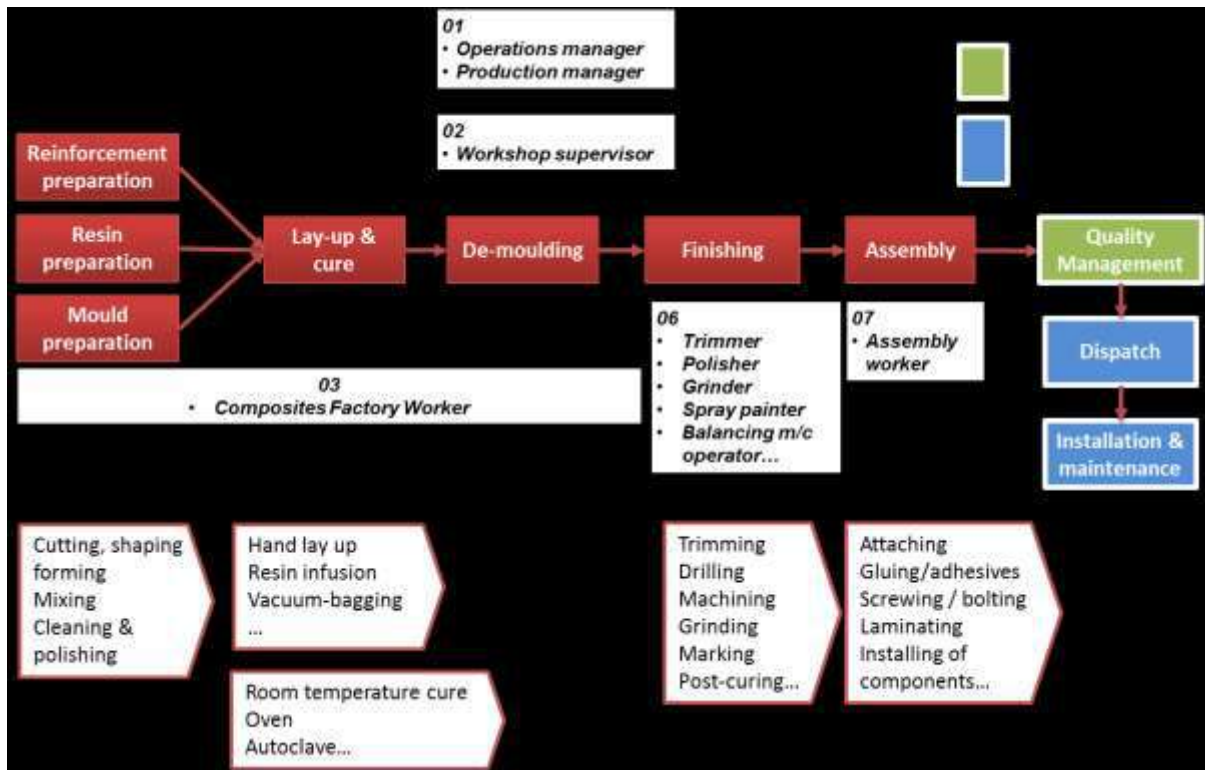 01
• Operations manager
• Production manager
02
• Workshop supervisor
Reinforcement
preparation
Resin
preparation
Mould
preparation
Lay-up &
cure
De-moulding
Finishing
Assembly
Quality
Management
Dispatch
Installation &
maintenance
03
• Composites Factory Worker
06
• Trimmer
• Polisher
• Grinder
• Spray painter
• Balancing m/c
operator…
07
• Assembly
worker
Cutting, shaping
forming
Mixing
Cleaning &
polishing
Hand lay up
Resin infusion
Vacuum-bagging
…
Room temperature cure
Oven
Autoclave…
Trimming
Drilling
Machining
Grinding
Marking
Post-curing…
Attaching
Gluing/adhesives
Screwing / bolting
Laminating
Installing of
components…